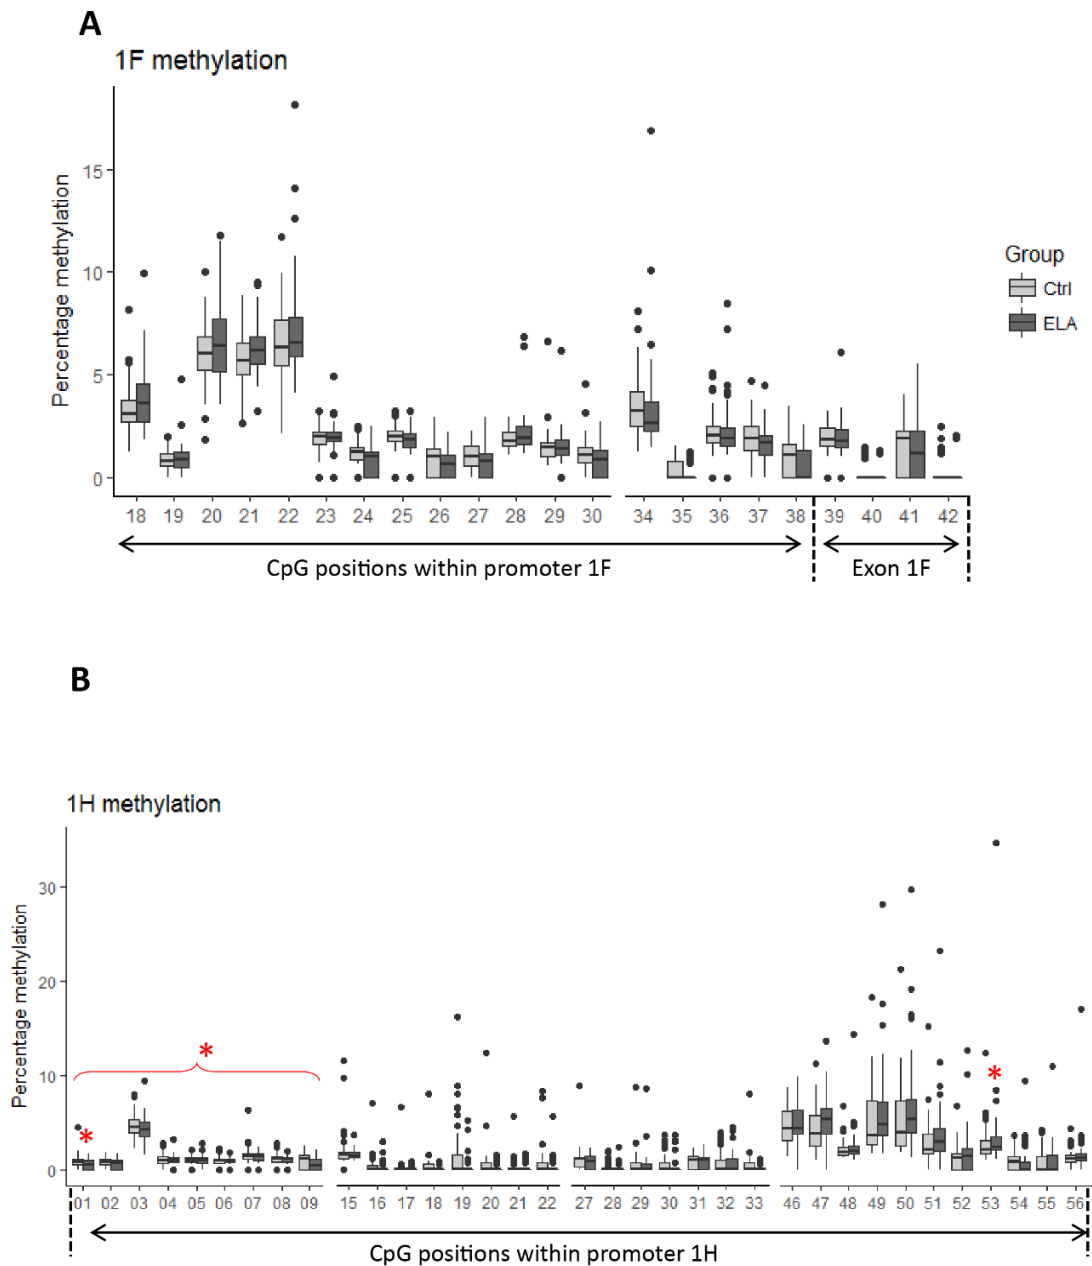 A
1F methylation
Percentage methylation
15
10
5
0
18 19 20 21 22 23 24 25 26 27 28 29 30 34 35 36 37 38 39 40 41 42
CpG positions within promoter 1F
Exon 1F
Group
Ctrl
ELA
B
1H methylation
Percentage methylation
30
20
10
0
*
*
*
01 02 03 04 05 06 07 08 09 15 16 17 18 19 20 21 22 27 28 29 30 31 32 33 46 47 48 49 50 51 52 53 54 55 56
CpG positions within promoter 1H